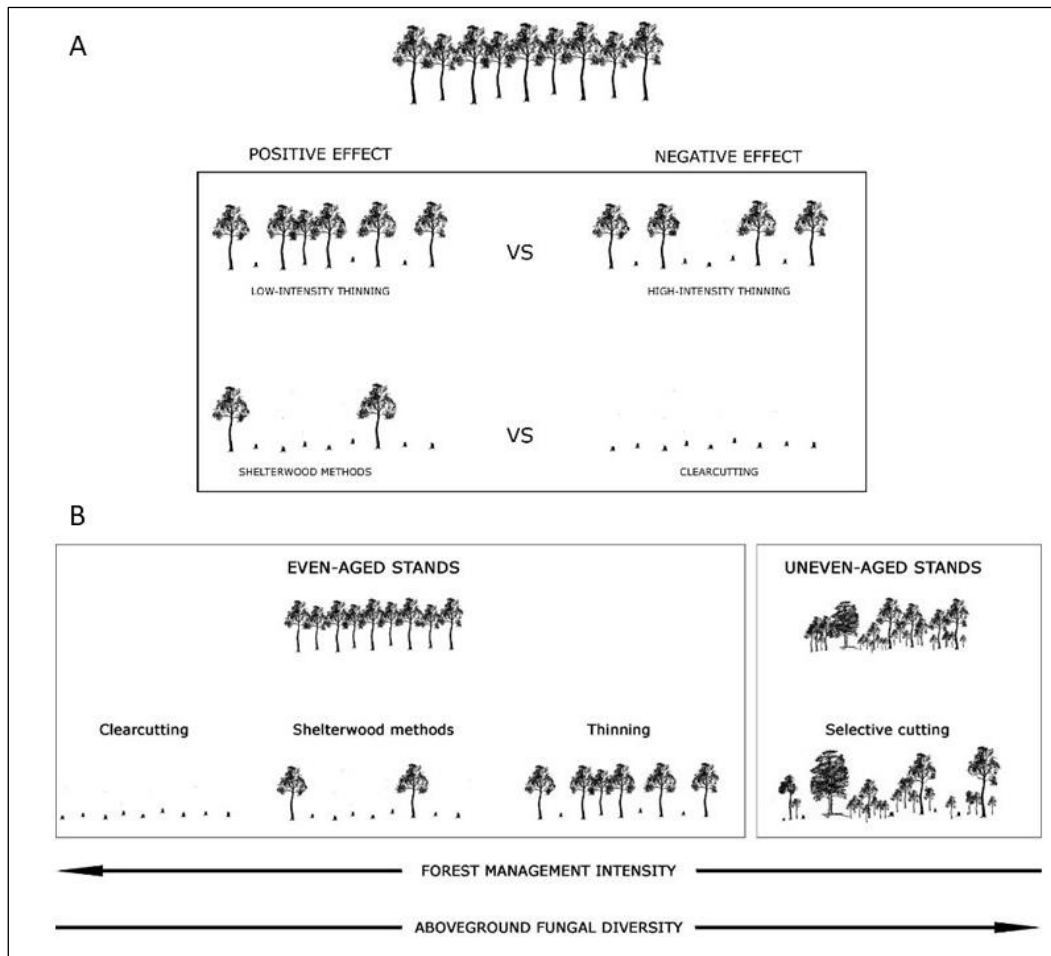 A
POSITIVE EFFECT NEGATIVE EFFECT
VS
LOW-INTENSITY THINNING HIGH-INTENSITY THINNING
VS
SHELTERWOOD METHODS CLEARCUTTING
B
EVEN-AGED STANDS UNEVEN-AGED STANDS
Clearcutting Shelterwood methods Thinning Selective cutting
FOREST MANAGEMENT INTENSITY
ABOVEGROUND FUNGAL DIVERSITY